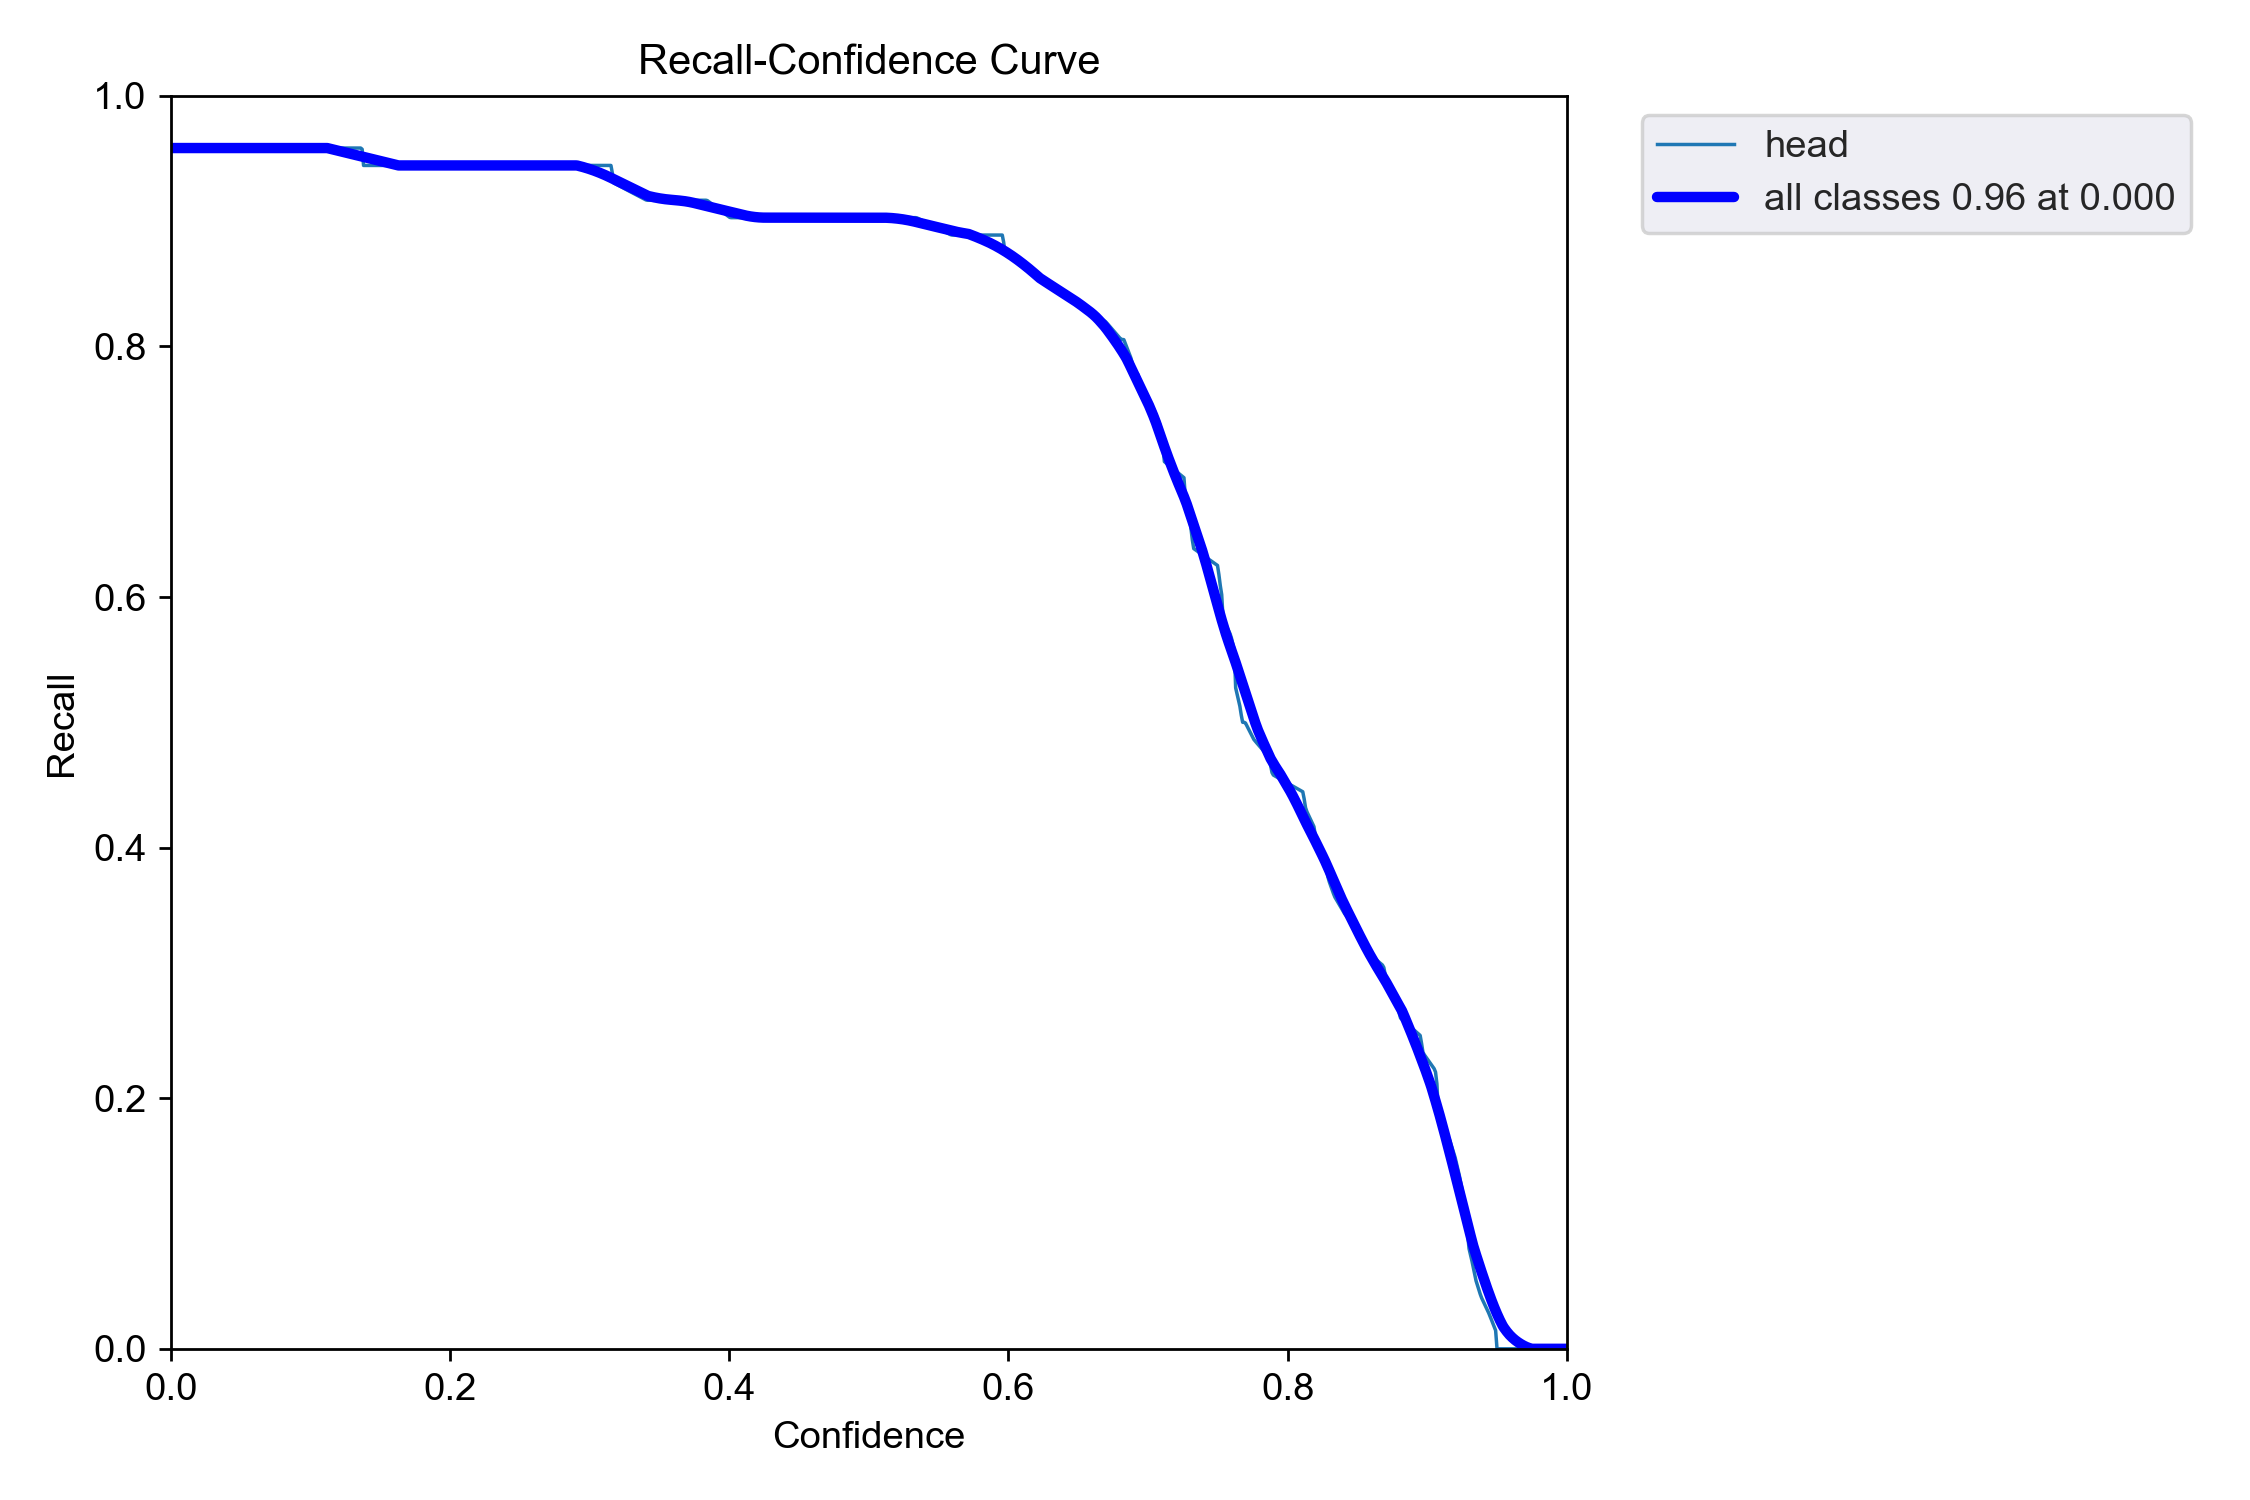 Recall-Confidence Curve
1.0
0.8
0.6
0.4
0.2
0.0
Recall
0.0 0.2 0.4 0.6 0.8 1.0
Confidence
head
all classes 0.96 at 0.000